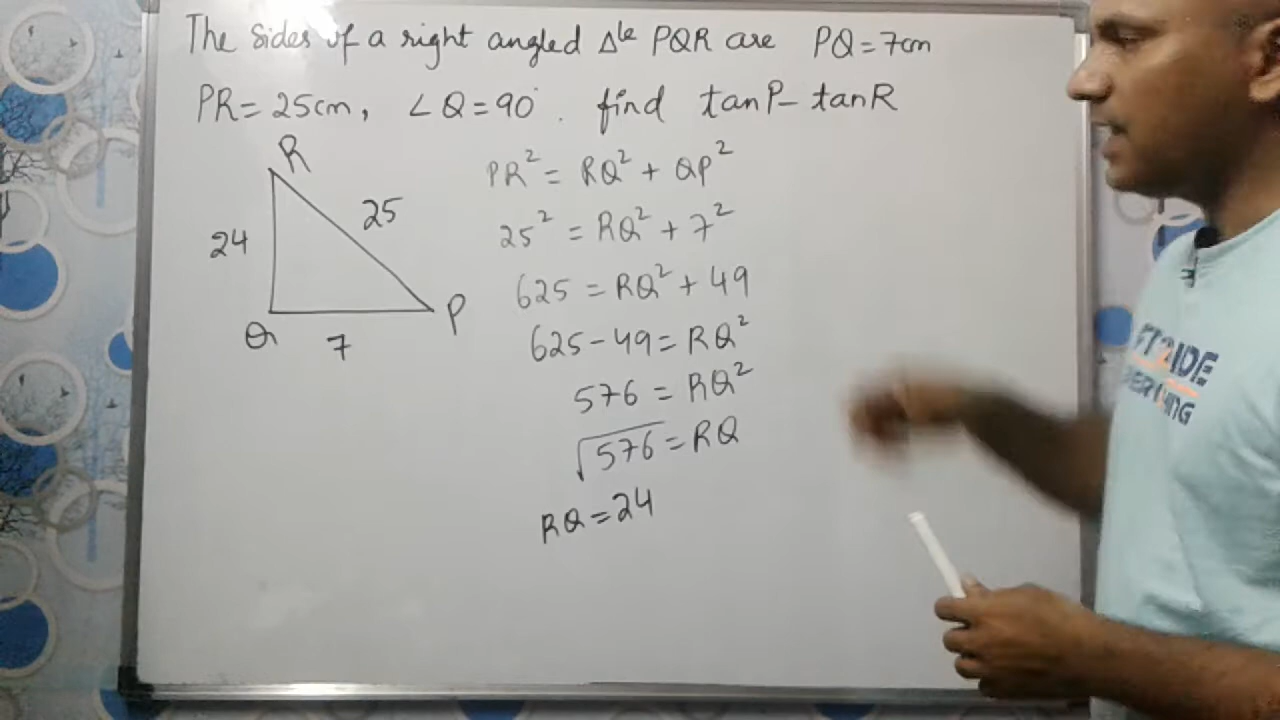 The sides of a right angled Δle PQR are PQ = 7cm
PR = 25cm, ∠Q = 90° . find tanP - tanR
R
24
25
Q
7
P
PR² = RQ² + QP²
25² = RQ² + 7²
625 = RQ² + 49
625 - 49 = RQ²
576 = RQ²
√576 = RQ
RQ = 24